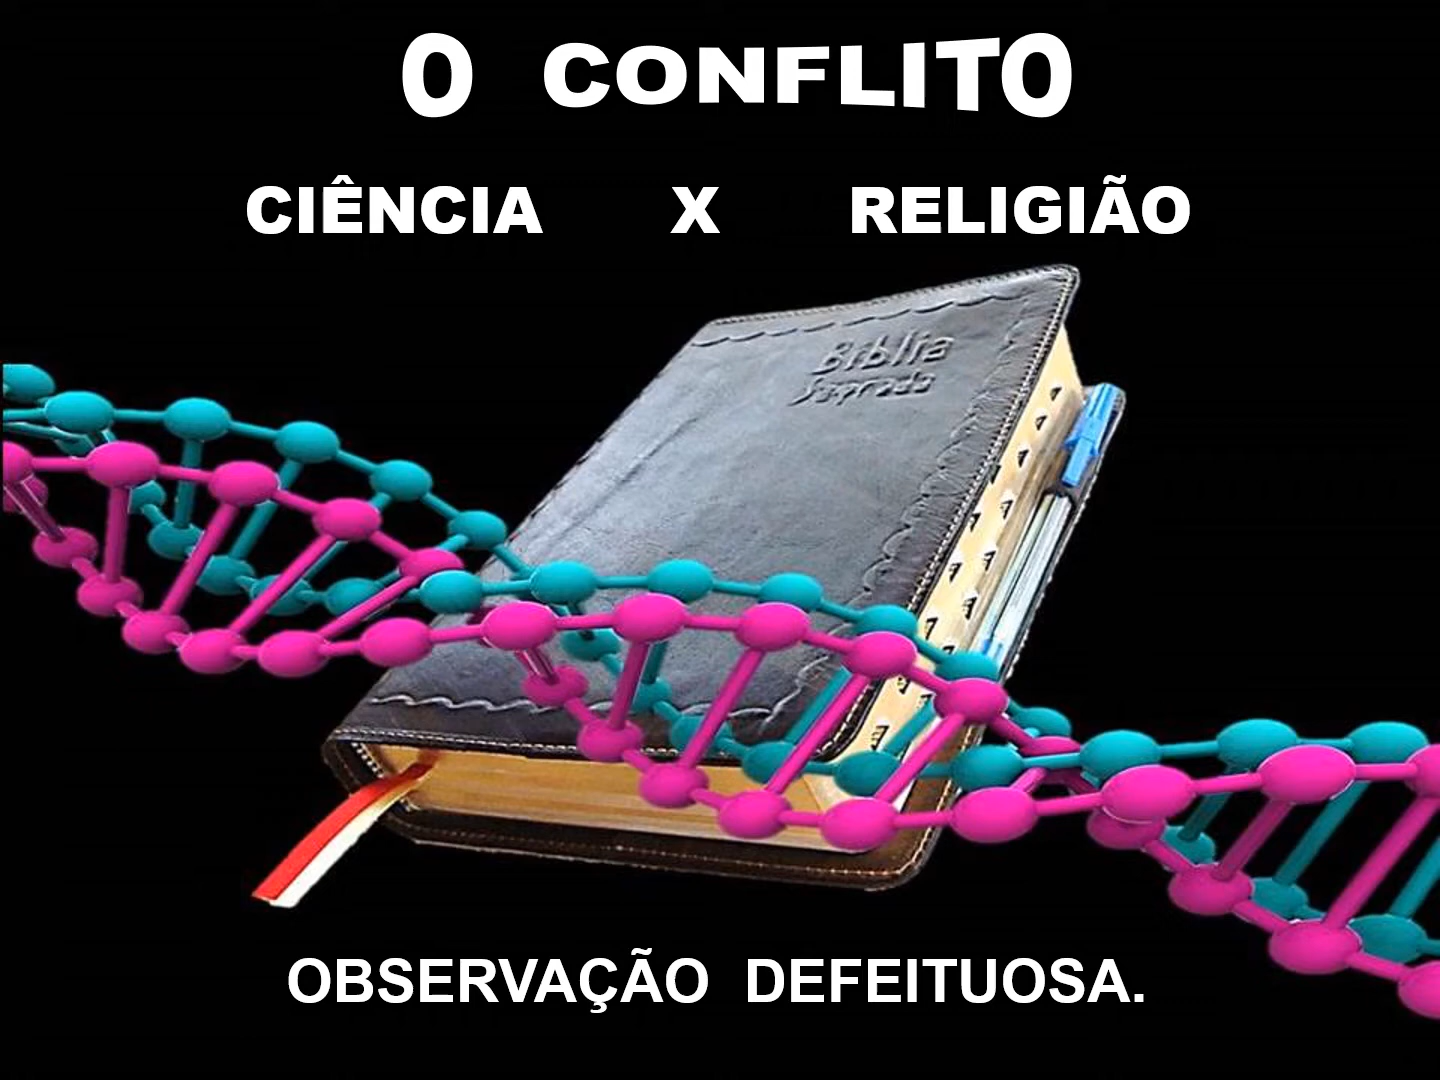 O CONFLITO
CIÊNCIA X RELIGIÃO
Bíblia
Sagrada
OBSERVAÇÃO DEFEITUOSA.